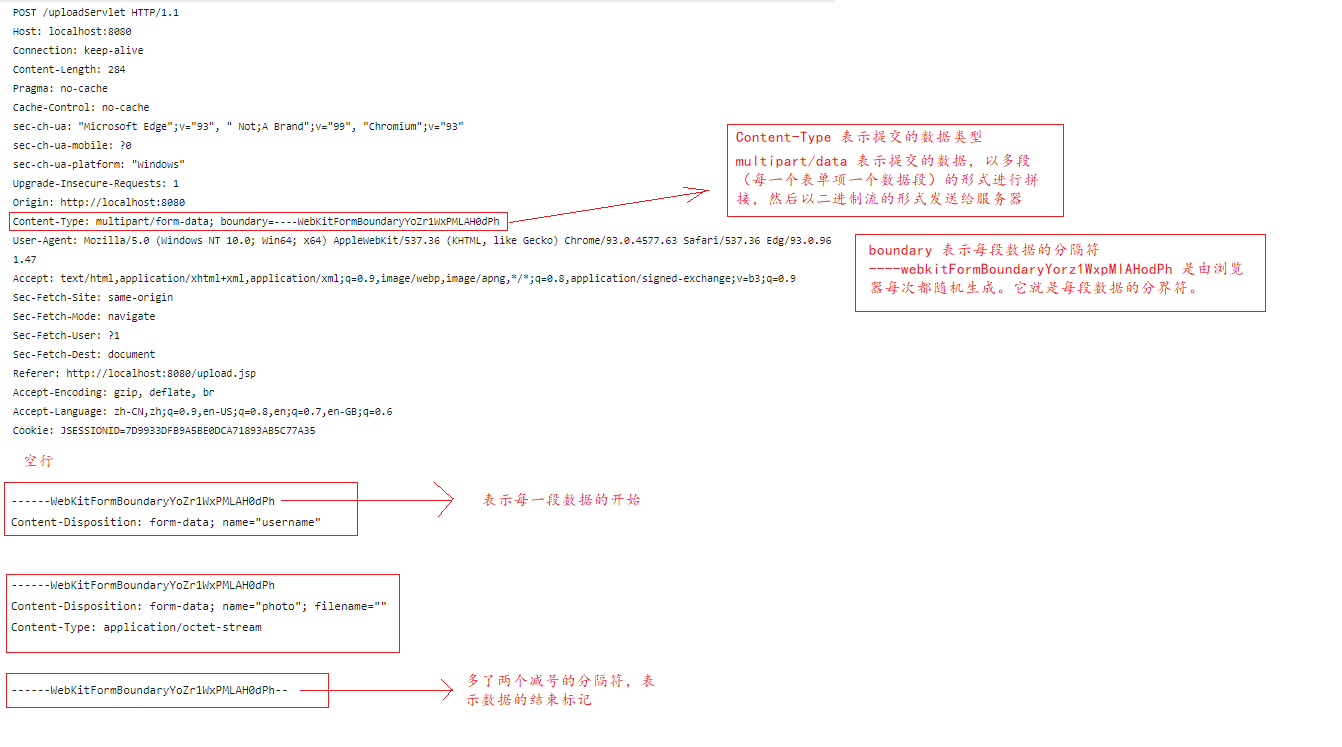 POST /uploadServlet HTTP/1.1
Host: localhost:8080
Connection: keep-alive
Content-Length: 284
Pragma: no-cache
Cache-Control: no-cache
sec-ch-ua: "Microsoft Edge";v="93", " Not;A Brand";v="99", "Chromium";v="93"
sec-ch-ua-mobile: ?0
sec-ch-ua-platform: "Windows"
Upgrade-Insecure-Requests: 1
Origin: http://localhost:8080
Content-Type: multipart/form-data; boundary=----WebKitFormBoundaryYoZr1WxPMLAH0dPh
User-Agent: Mozilla/5.0 (Windows NT 10.0; Win64; x64) AppleWebKit/537.36 (KHTML, like Gecko) Chrome/93.0.4577.63 Safari/537.36 Edg/93.0.96
1.47
Accept: text/html,application/xhtml+xml,application/xml;q=0.9,image/webp,image/apng,*/*;q=0.8,application/signed-exchange;v=b3;q=0.9
Sec-Fetch-Site: same-origin
Sec-Fetch-Mode: navigate
Sec-Fetch-User: ?1
Sec-Fetch-Dest: document
Referer: http://localhost:8080/upload.jsp
Accept-Encoding: gzip, deflate, br
Accept-Language: zh-CN,zh;q=0.9,en-US;q=0.8,en;q=0.7,en-GB;q=0.6
Cookie: JSESSIONID=7D9933DFB9A5BE0DCA71893AB5C77A35
Content-Type 表示提交的数据类型
multipart/data 表示提交的数据，以多段
（每一个表单项一个数据段）的形式进行拼
接，然后以二进制流的形式发送给服务器
boundary 表示每段数据的分隔符
----webkitFormBoundaryYorz1WxpMlAHodPh 是由浏览
器每次都随机生成。它就是每段数据的分界符。
空行
------WebKitFormBoundaryYoZr1WxPMLAH0dPh
Content-Disposition: form-data; name="username"
表示每一段数据的开始
------WebKitFormBoundaryYoZr1WxPMLAH0dPh
Content-Disposition: form-data; name="photo"; filename=""
Content-Type: application/octet-stream
------WebKitFormBoundaryYoZr1WxPMLAH0dPh--
多了两个减号的分隔符，表
示数据的结束标记